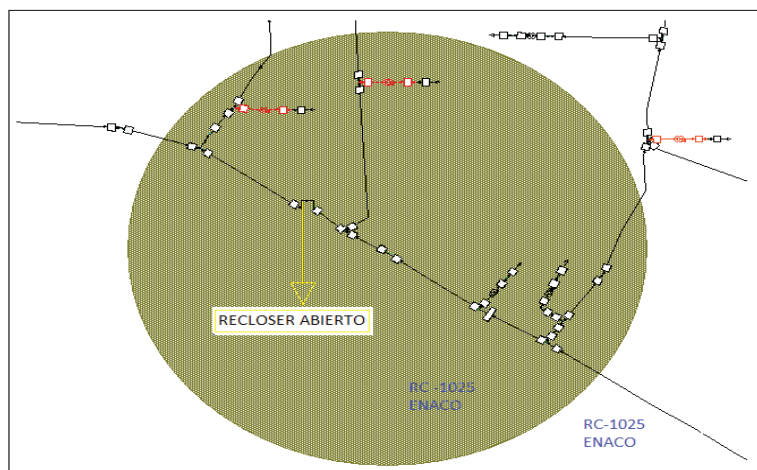 RECLOSER ABIERTO
RC -1025
ENACO
RC-1025
ENACO